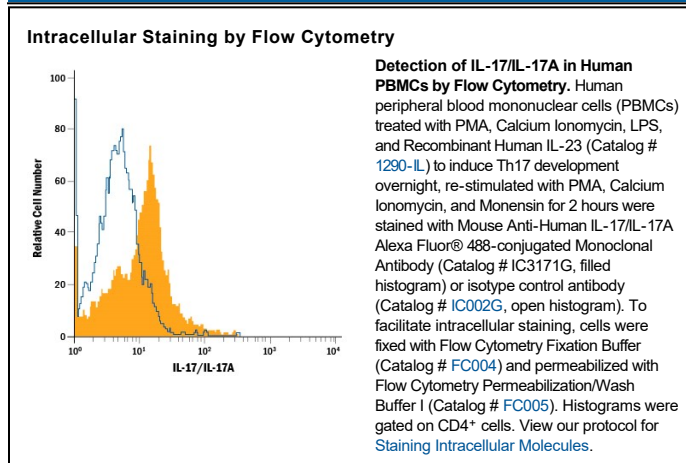 Intracellular Staining by Flow Cytometry
100
80
60
40
20
0
Relative Cell Number
10⁰
10¹
10²
10³
10⁴
IL-17/IL-17A
Detection of IL-17/IL-17A in Human
PBMCs by Flow Cytometry. Human
peripheral blood mononuclear cells (PBMCs)
treated with PMA, Calcium Ionomycin, LPS,
and Recombinant Human IL-23 (Catalog #
1290-IL) to induce Th17 development
overnight, re-stimulated with PMA, Calcium
Ionomycin, and Monensin for 2 hours were
stained with Mouse Anti-Human IL-17/IL-17A
Alexa Fluor® 488-conjugated Monoclonal
Antibody (Catalog # IC3171G, filled
histogram) or isotype control antibody
(Catalog # IC002G, open histogram). To
facilitate intracellular staining, cells were
fixed with Flow Cytometry Fixation Buffer
(Catalog # FC004) and permeabilized with
Flow Cytometry Permeabilization/Wash
Buffer I (Catalog # FC005). Histograms were
gated on CD4⁺ cells. View our protocol for
Staining Intracellular Molecules.